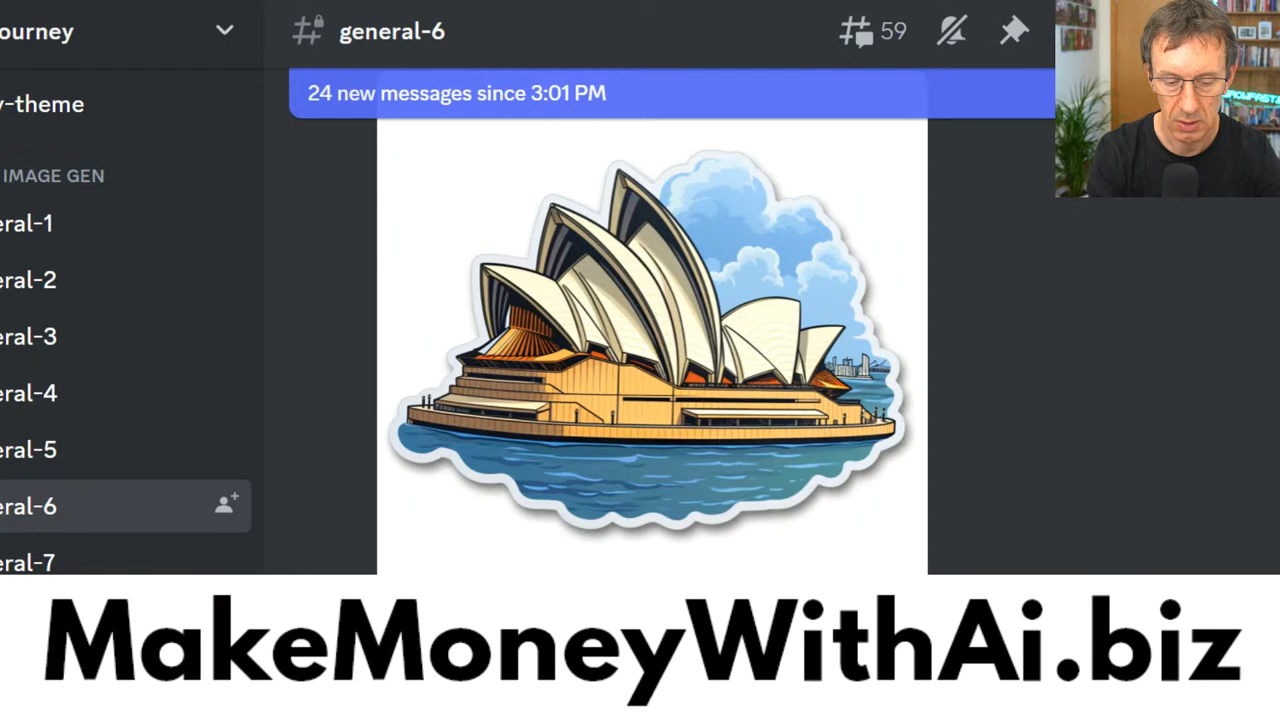 ourney
general-6
59
y-theme
24 new messages since 3:01 PM
IMAGE GEN
eral-1
eral-2
eral-3
eral-4
eral-5
eral-6
eral-7
MakeMoneyWithAi.biz